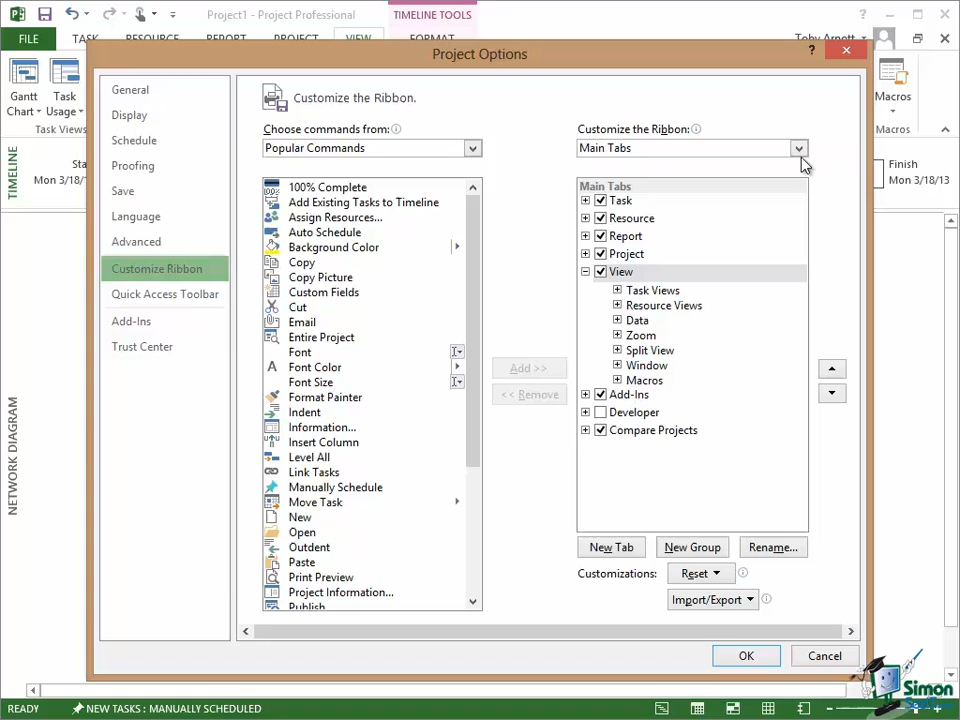 Project1 - Project Professional
TIMELINE TOOLS
FILE
TASK
RESOURCE
REPORT
PROJECT
VIEW
FORMAT
Toby Arnott
Gantt Chart
Task Usage
Task Views
Macros
Macros
TIMELINE
Sta
Mon 3/18/1
Finish
Mon 3/18/13
NETWORK DIAGRAM
Project Options
General
Display
Schedule
Proofing
Save
Language
Advanced
Customize Ribbon
Quick Access Toolbar
Add-Ins
Trust Center
Customize the Ribbon.
Choose commands from:
Popular Commands
100% Complete
Add Existing Tasks to Timeline
Assign Resources...
Auto Schedule
Background Color
Copy
Copy Picture
Custom Fields
Cut
Email
Entire Project
Font
Font Color
Font Size
Format Painter
Indent
Information...
Insert Column
Level All
Link Tasks
Manually Schedule
Move Task
New
Open
Outdent
Paste
Print Preview
Project Information...
Publish
Add >>
<< Remove
Customize the Ribbon:
Main Tabs
Main Tabs
Task
Resource
Report
Project
View
Task Views
Resource Views
Data
Zoom
Split View
Window
Macros
Add-Ins
Developer
Compare Projects
New Tab
New Group
Rename...
Customizations:
Reset
Import/Export
OK
Cancel
READY
NEW TASKS : MANUALLY SCHEDULED
Simon